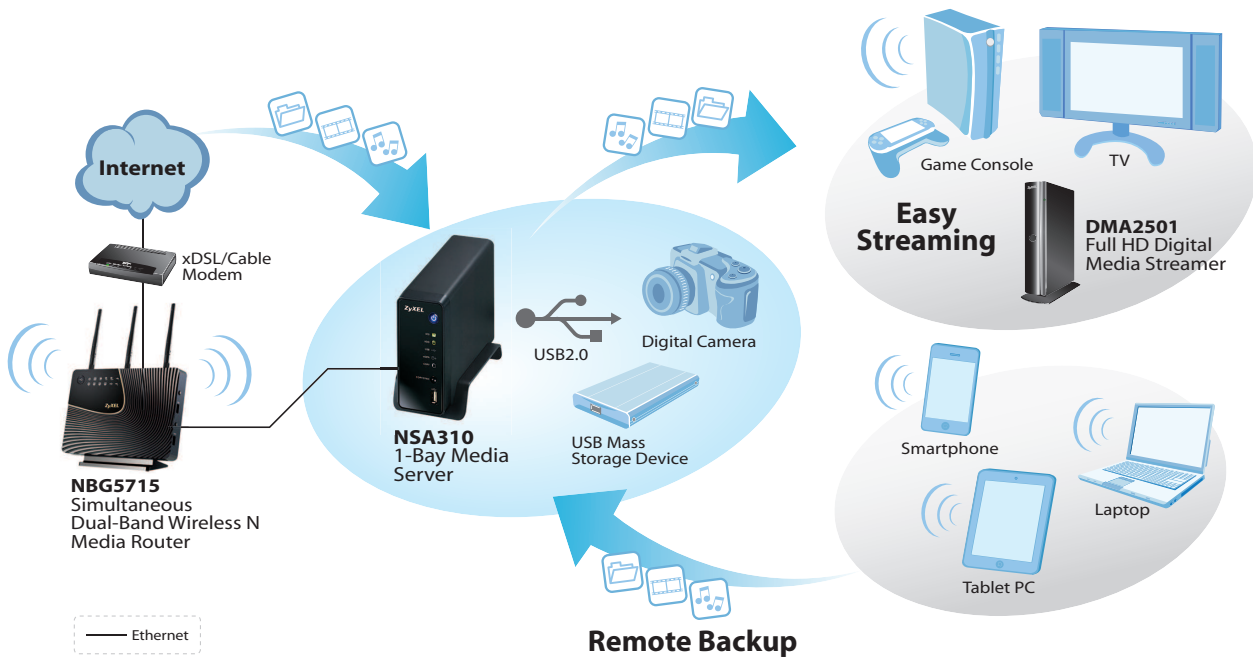 Internet
xDSL/Cable
Modem
ZyXEL
NBG5715
Simultaneous
Dual-Band Wireless N
Media Router
Ethernet
ZyXEL
NSA310
1-Bay Media
Server
USB2.0
Digital Camera
USB Mass
Storage Device
Game Console
TV
Easy
Streaming
DMA2501
Full HD Digital
Media Streamer
Smartphone
Laptop
Tablet PC
Remote Backup